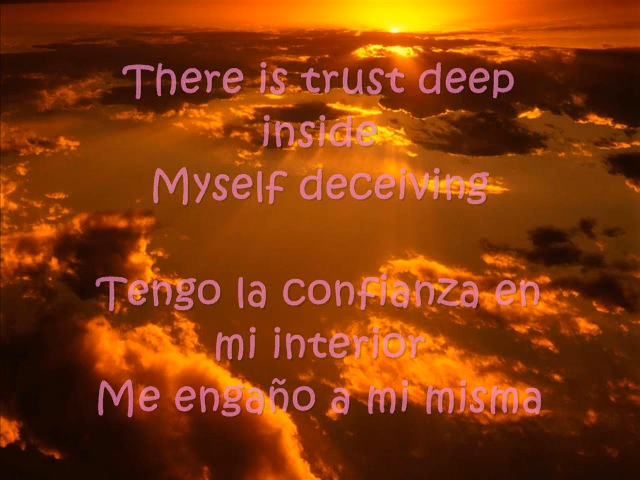 There is trust deep
inside
Myself deceiving
Tengo la confianza en
mi interior
Me engaño a mi misma